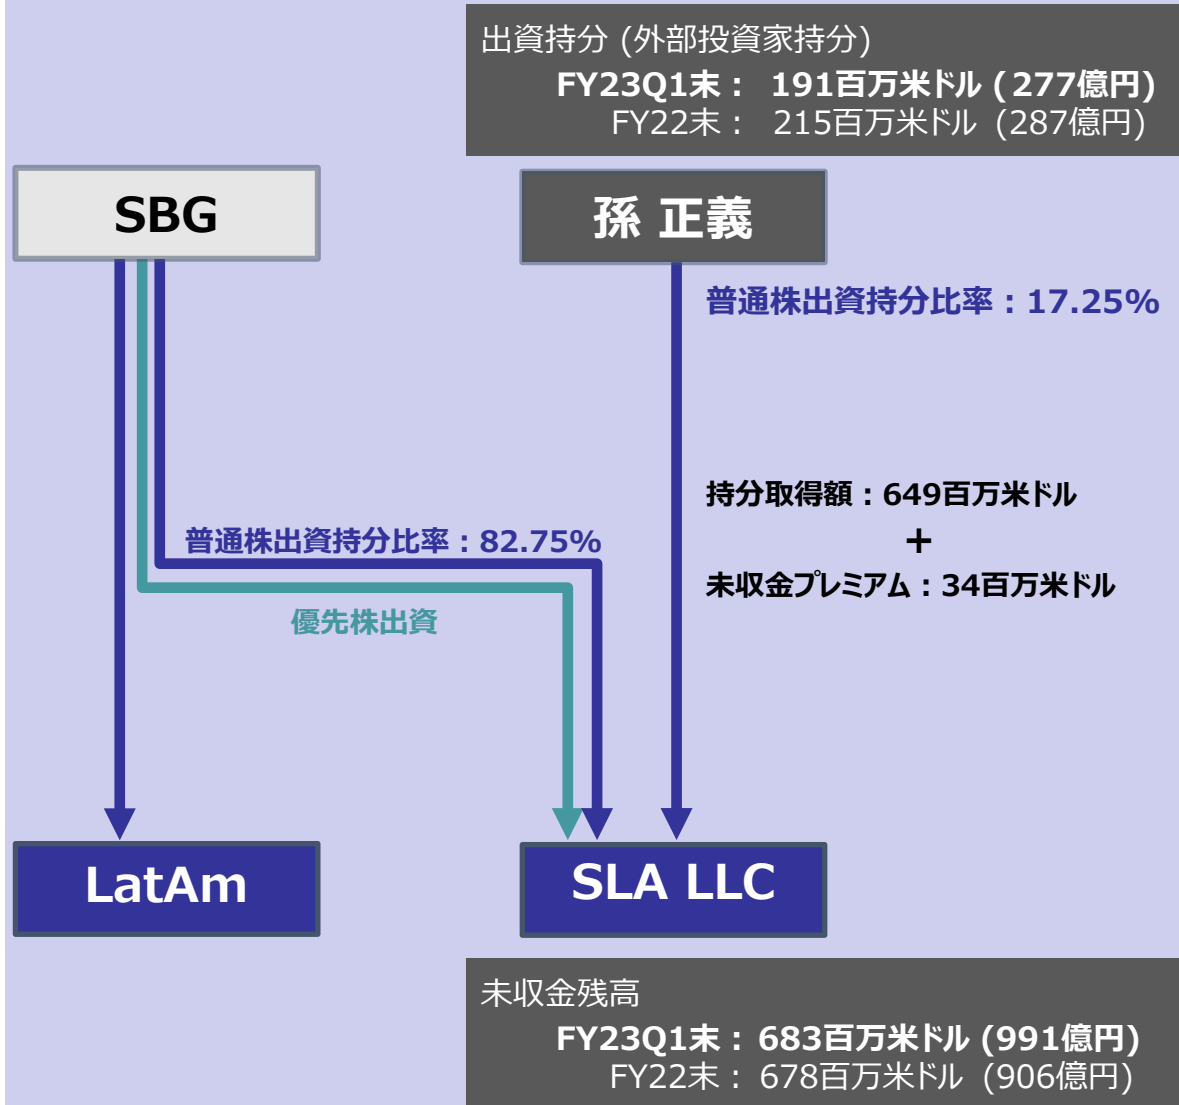 出資持分 (外部投資家持分)
FY23Q1末： 191百万米ドル (277億円)
FY22末： 215百万米ドル (287億円)
SBG
孫 正義
普通株出資持分比率：17.25%
持分取得額：649百万米ドル
+
未収金プレミアム：34百万米ドル
普通株出資持分比率：82.75%
優先株出資
LatAm
SLA LLC
未収金残高
FY23Q1末：683百万米ドル (991億円)
FY22末：678百万米ドル (906億円)